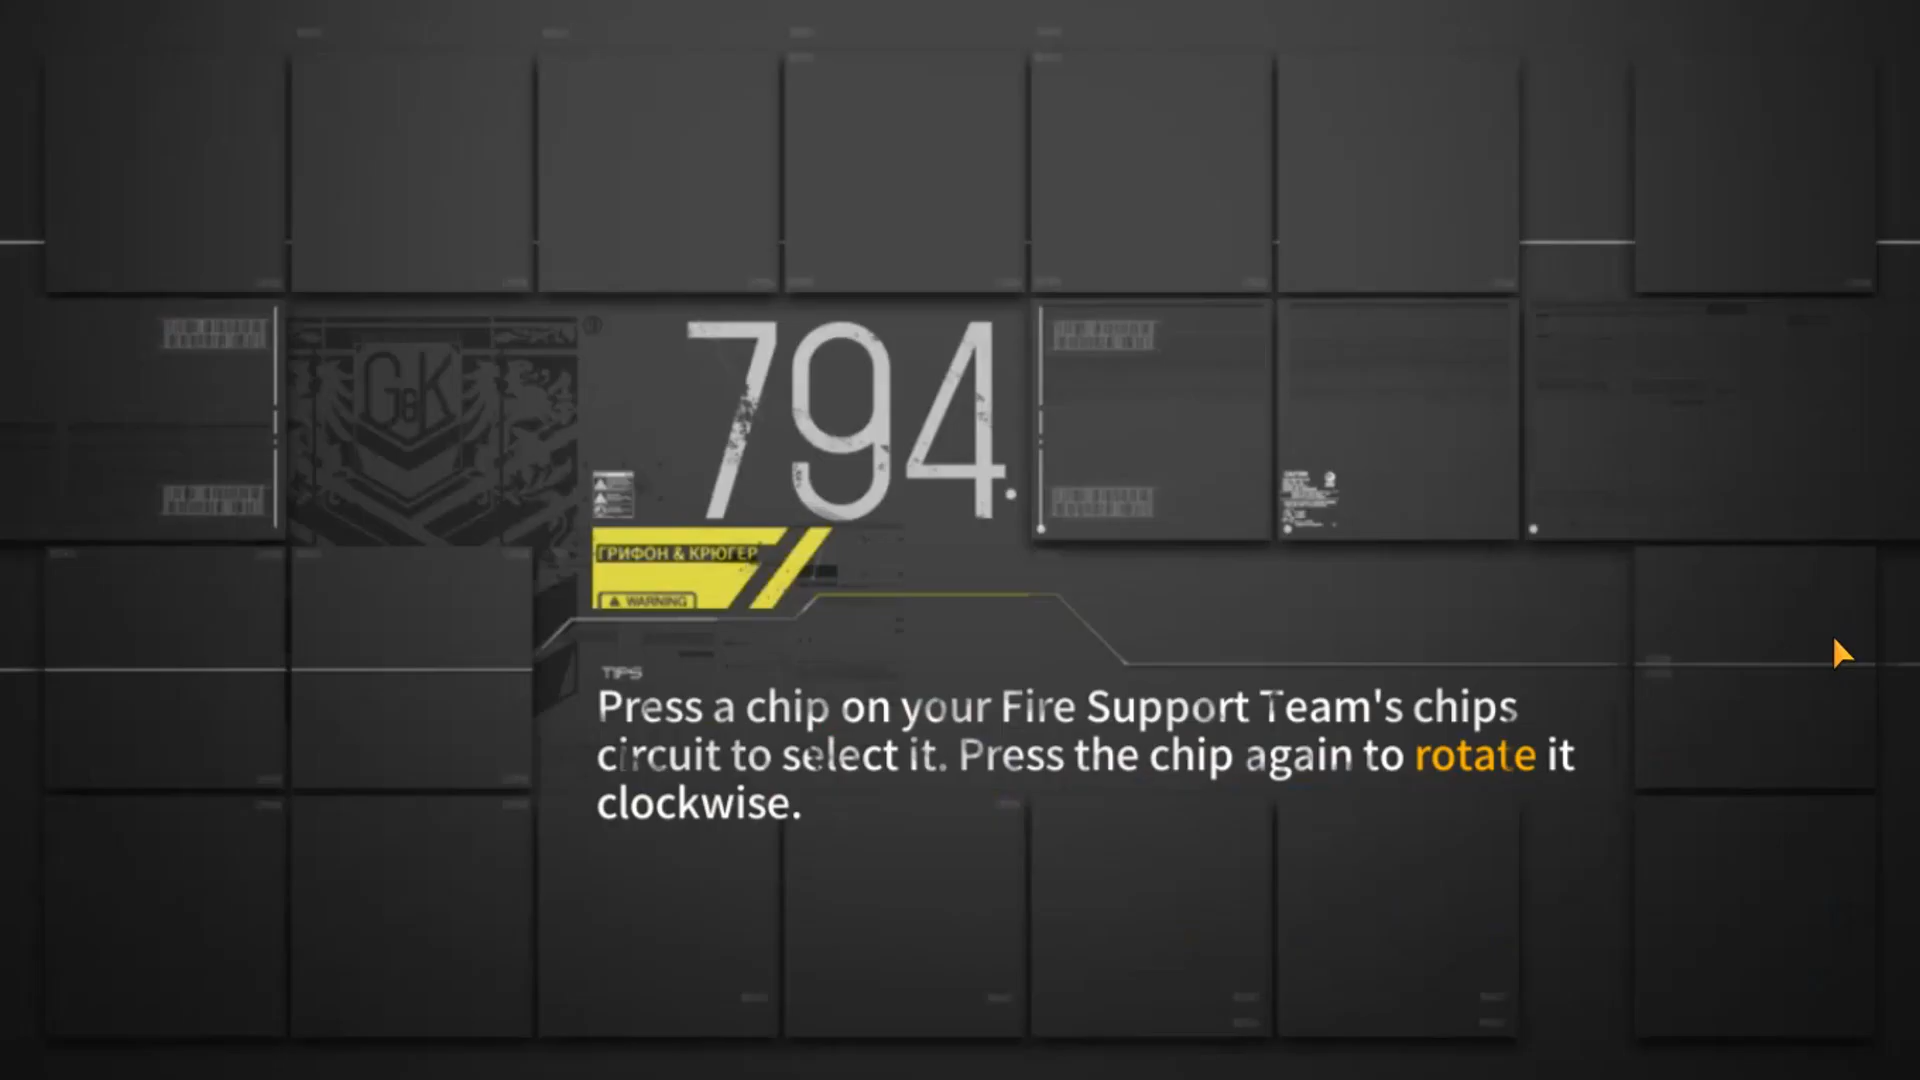 G&K
794.
ГРИФОН & КРЮГЕР
WARNING
TIPS
Press a chip on your Fire Support Team's chips
circuit to select it. Press the chip again to rotate it
clockwise.